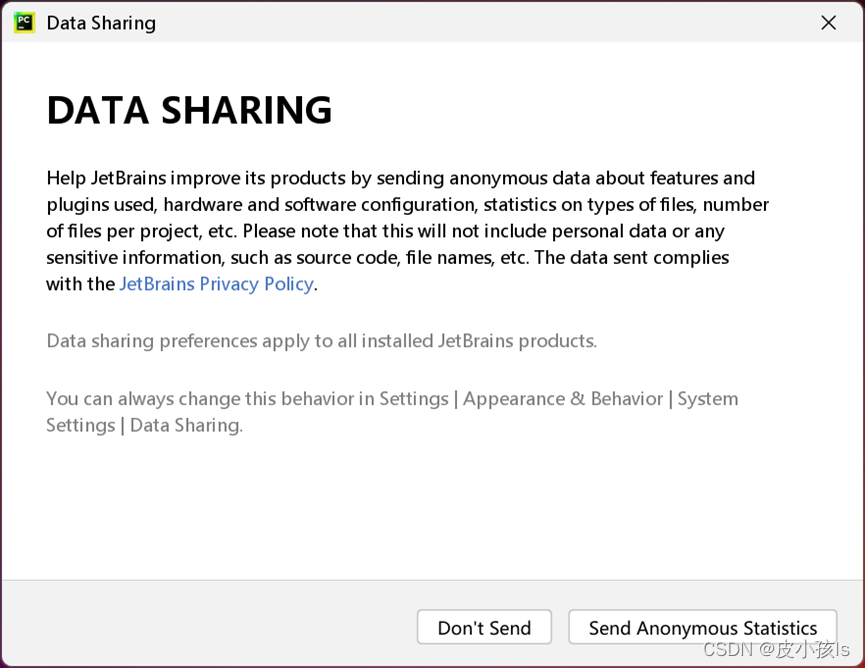 PC
Data Sharing
DATA SHARING
Help JetBrains improve its products by sending anonymous data about features and
plugins used, hardware and software configuration, statistics on types of files, number
of files per project, etc. Please note that this will not include personal data or any
sensitive information, such as source code, file names, etc. The data sent complies
with the JetBrains Privacy Policy.
Data sharing preferences apply to all installed JetBrains products.
You can always change this behavior in Settings | Appearance & Behavior | System
Settings | Data Sharing.
Don't Send
Send Anonymous Statistics
CSDN @皮小孩ls